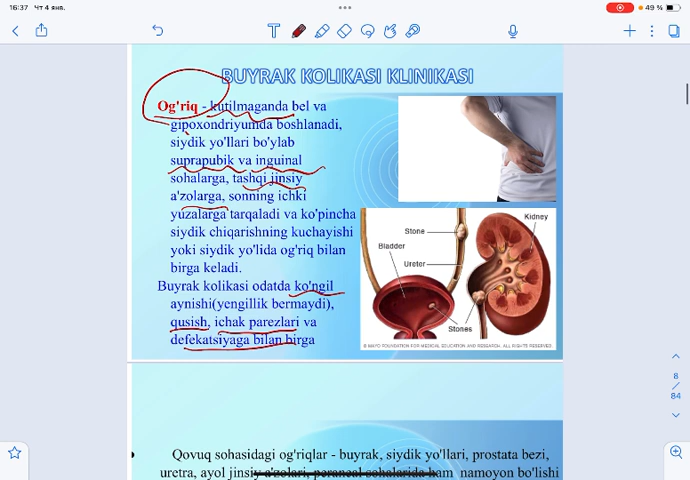 16:37 Чт 4 янв.
49 %
BUYRAK KOLIKASI KLINIKASI
Og'riq - kutilmaganda bel va
gipoxondriyumda boshlanadi,
siydik yo'llari bo'ylab
suprapubik va inguinal
sohalarga, tashqi jinsiy
a'zolarga, sonning ichki
yuzalarga tarqaladi va ko'pincha
siydik chiqarishning kuchayishi
yoki siydik yo'lida og'riq bilan
birga keladi.
Buyrak kolikasi odatda ko'ngil
aynishi(yengillik bermaydi),
qusish, ichak parezlari va
defekatsiyaga bilan birga
Kidney
Stone
Bladder
Ureter
Stones
© MAYO FOUNDATION FOR MEDICAL EDUCATION AND RESEARCH. ALL RIGHTS RESERVED.
8
/
84
Qovuq sohasidagi og'riqlar - buyrak, siydik yo'llari, prostata bezi,
uretra, ayol jinsiy a'zolari, peraneal sohalarida ham namoyon bo'lishi